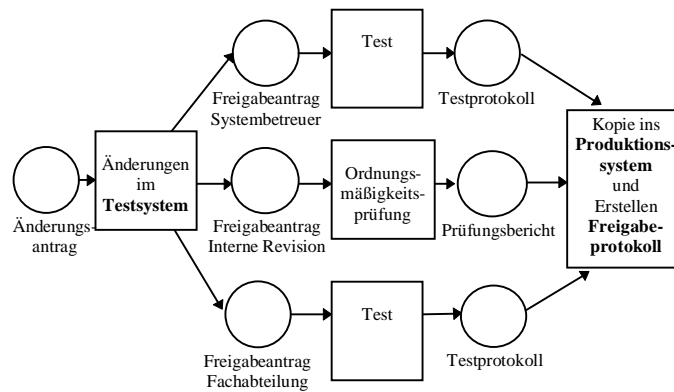 Änderungs-
antrag
Änderungen
im
Testsystem
Freigabeantrag
Systembetreuer
Test
Testprotokoll
Freigabeantrag
Interne Revision
Ordnungs-
mäßigkeits-
prüfung
Prüfungsbericht
Freigabeantrag
Fachabteilung
Test
Testprotokoll
Kopie ins
Produktions-
system
und
Erstellen
Freigabe-
protokoll